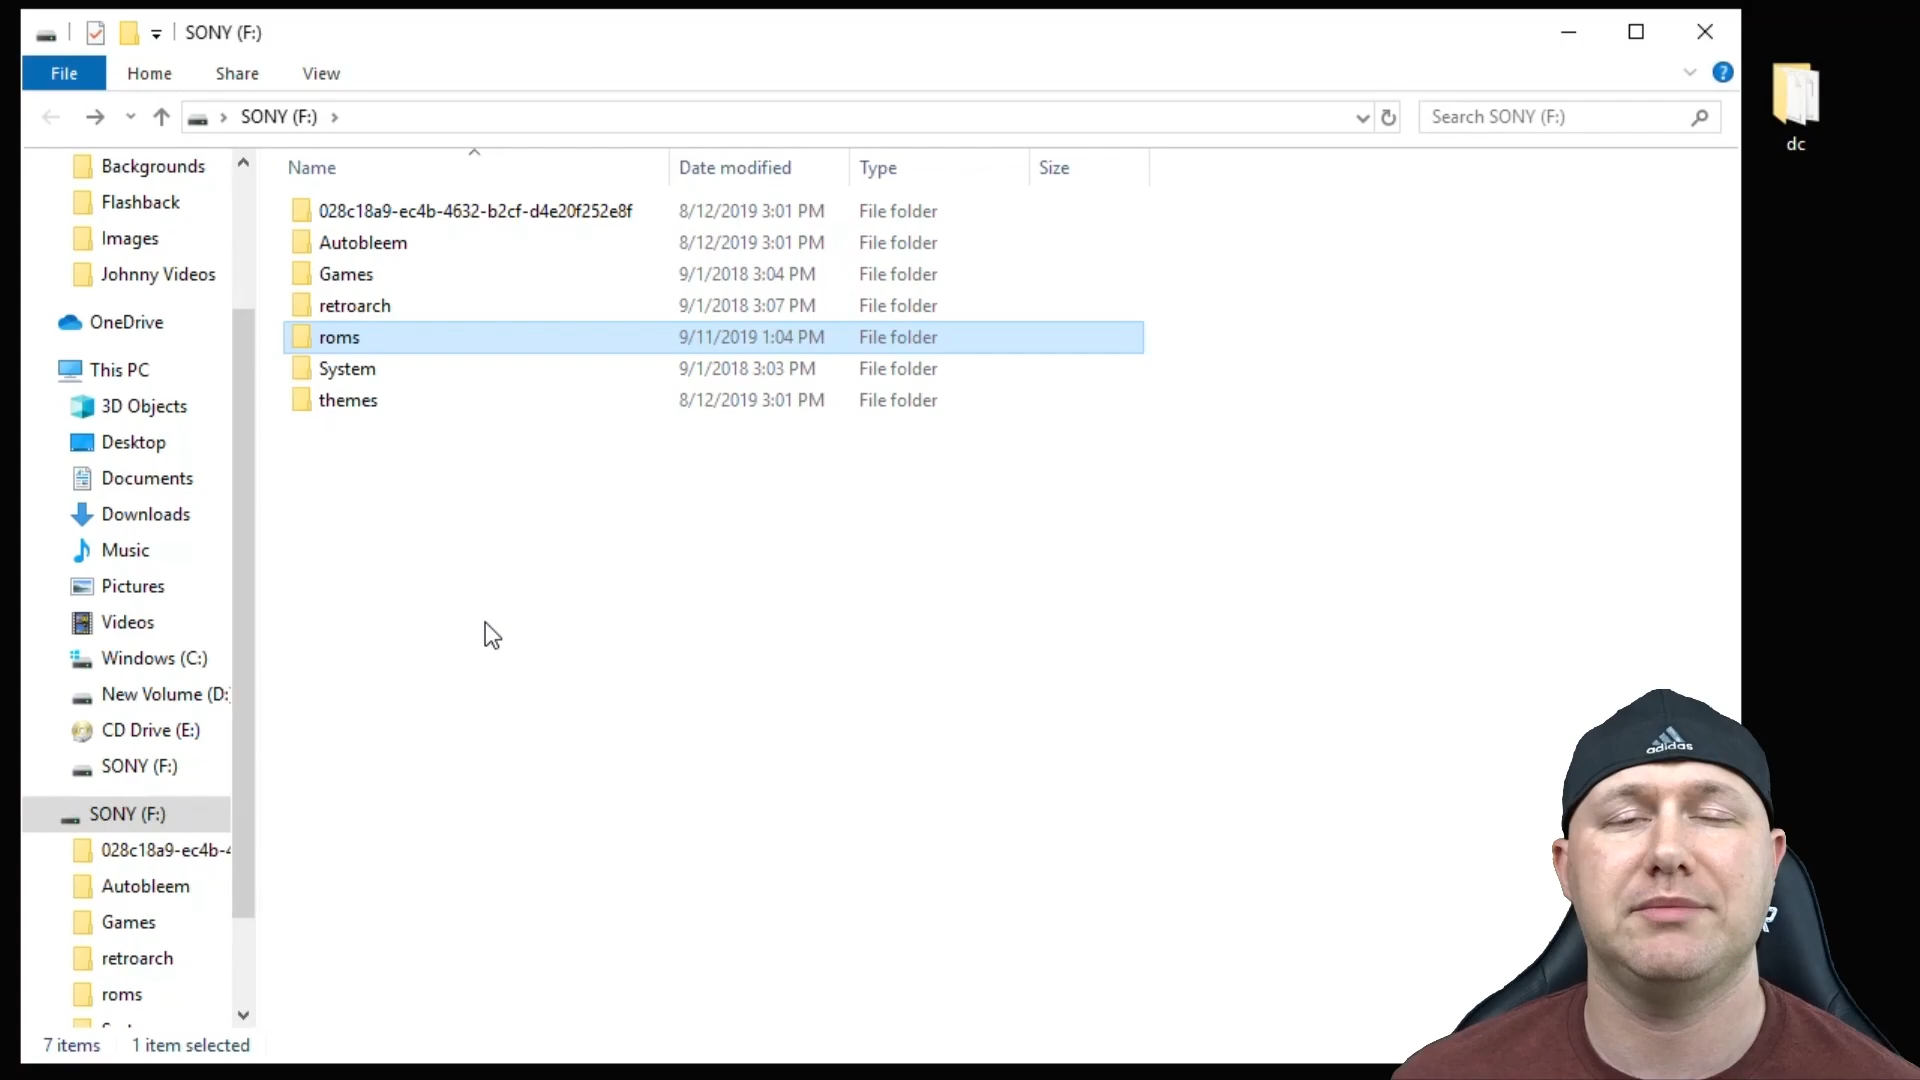 SONY (F:)
File Home Share View
SONY (F:)
Search SONY (F:)
dc
Backgrounds
Flashback
Images
Johnny Videos
OneDrive
This PC
3D Objects
Desktop
Documents
Downloads
Music
Pictures
Videos
Windows (C:)
New Volume (D:)
CD Drive (E:)
SONY (F:)
SONY (F:)
028c18a9-ec4b-4
Autobleem
Games
retroarch
roms
Name Date modified Type Size
028c18a9-ec4b-4632-b2cf-d4e20f252e8f 8/12/2019 3:01 PM File folder
Autobleem 8/12/2019 3:01 PM File folder
Games 9/1/2018 3:04 PM File folder
retroarch 9/1/2018 3:07 PM File folder
roms 9/11/2019 1:04 PM File folder
System 9/1/2018 3:03 PM File folder
themes 8/12/2019 3:01 PM File folder
7 items 1 item selected
adidas
R